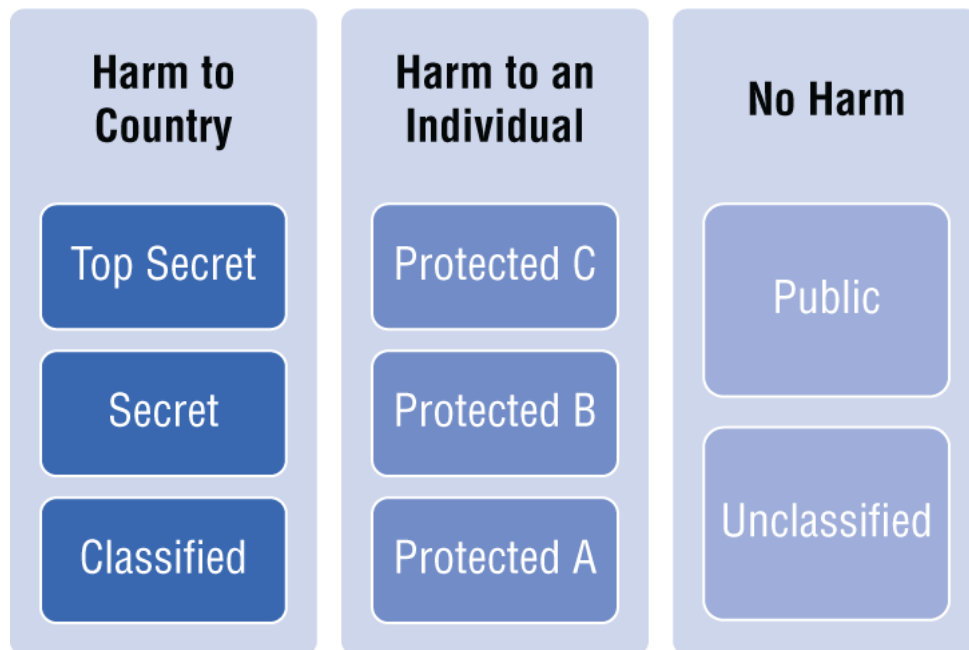 Harm to
Country
Top Secret
Secret
Classified
Harm to an
Individual
Protected C
Protected B
Protected A
No Harm
Public
Unclassified